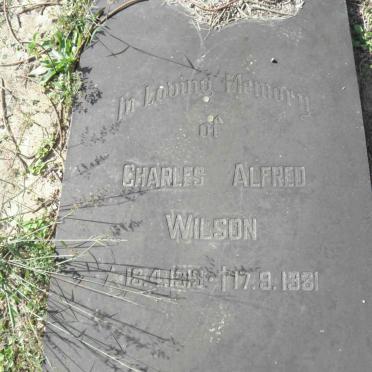 In Loving Memory
of
CHARLES ALFRED
WILSON
† 17.9.1981